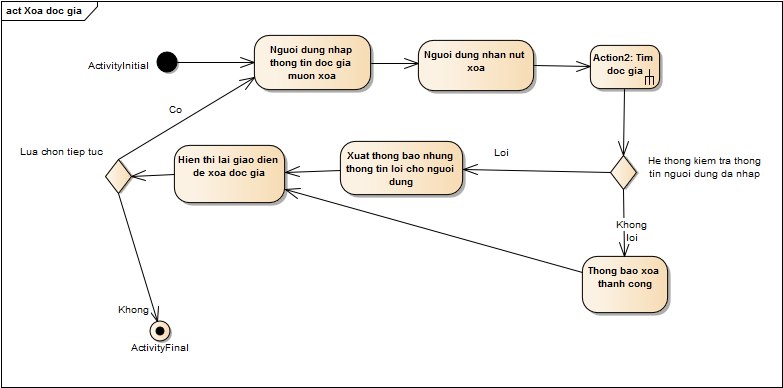 act Xoa doc gia
ActivityInitial
Nguoi dung nhap
thong tin doc gia
muon xoa
Nguoi dung nhan nut
xoa
Action2: Tim
doc gia
Co
Lua chon tiep tuc
Hien thi lai giao dien
de xoa doc gia
Xuat thong bao nhung
thong tin loi cho nguoi
dung
Loi
He thong kiem tra thong
tin nguoi dung da nhap
Khong
loi
Thong bao xoa
thanh cong
Khong
ActivityFinal